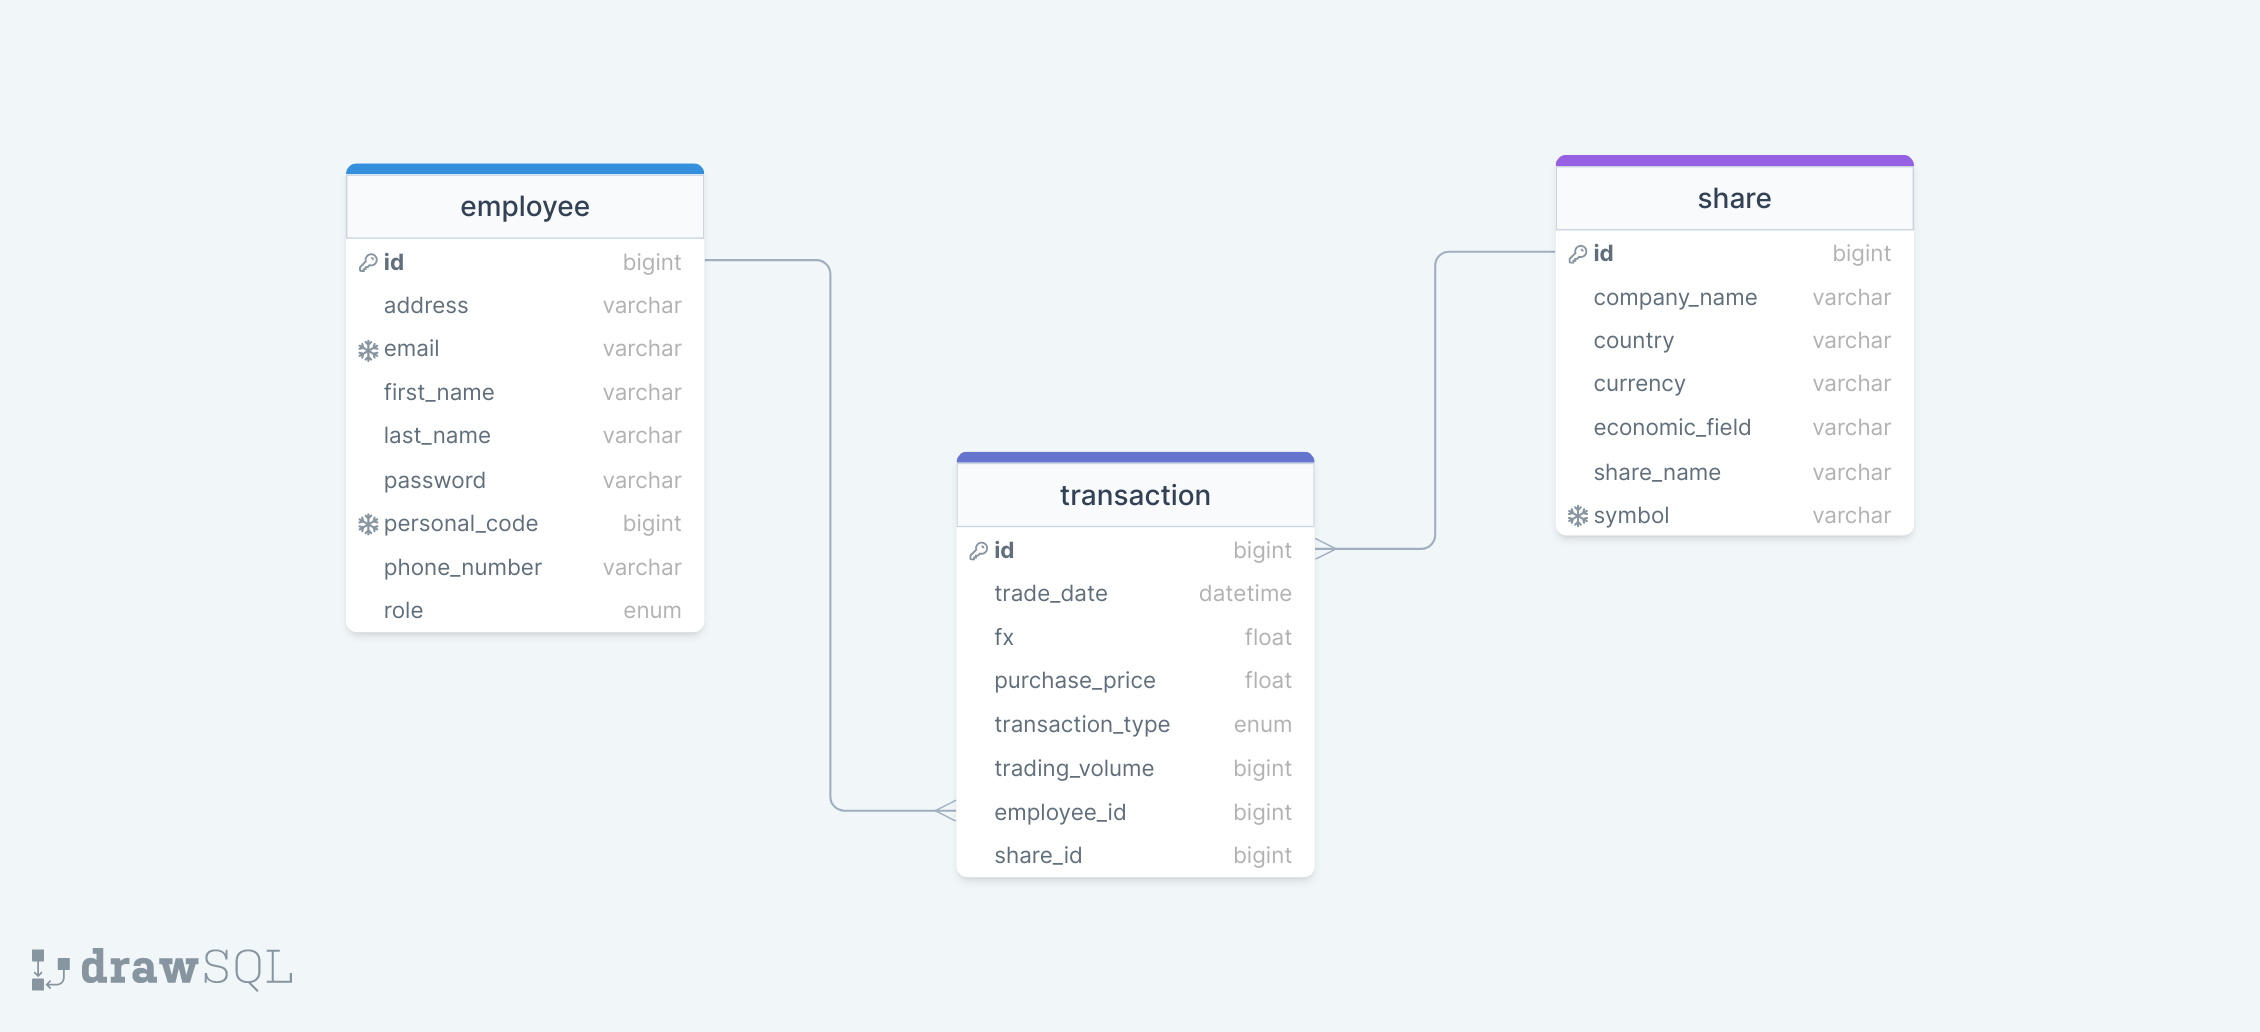 employee
id bigint
address varchar
email varchar
first_name varchar
last_name varchar
password varchar
personal_code bigint
phone_number varchar
role enum
transaction
id bigint
trade_date datetime
fx float
purchase_price float
transaction_type enum
trading_volume bigint
employee_id bigint
share_id bigint
share
id bigint
company_name varchar
country varchar
currency varchar
economic_field varchar
share_name varchar
symbol varchar
drawSQL